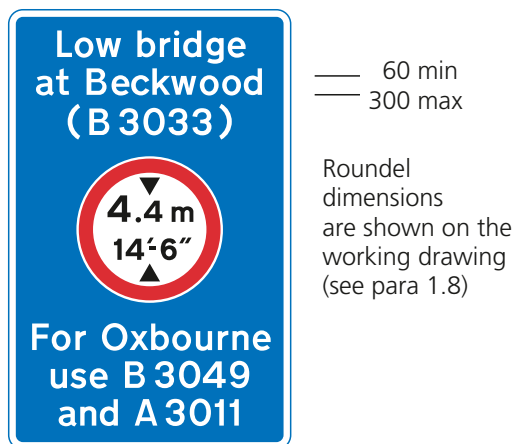 Low bridge
at Beckwood
(B 3033)
4.4 m
14'-6"
For Oxbourne
use B 3049
and A 3011
60 min
300 max
Roundel
dimensions
are shown on the
working drawing
(see para 1.8)